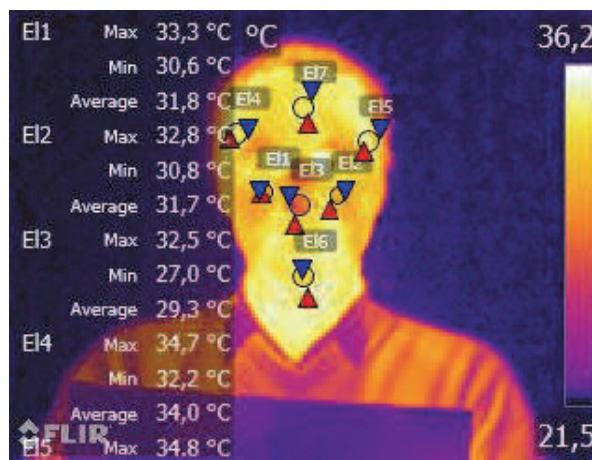 El1 Max 33,3 °C
Min 30,6 °C
Average 31,8 °C
El2 Max 32,8 °C
Min 30,8 °C
Average 31,7 °C
El3 Max 32,5 °C
Min 27,0 °C
Average 29,3 °C
El4 Max 34,7 °C
Min 32,2 °C
Average 34,0 °C
El5 Max 34.8 °C
FLIR
°C
36,2
21,5
El7
El4
El5
El1
El2
El3
El6